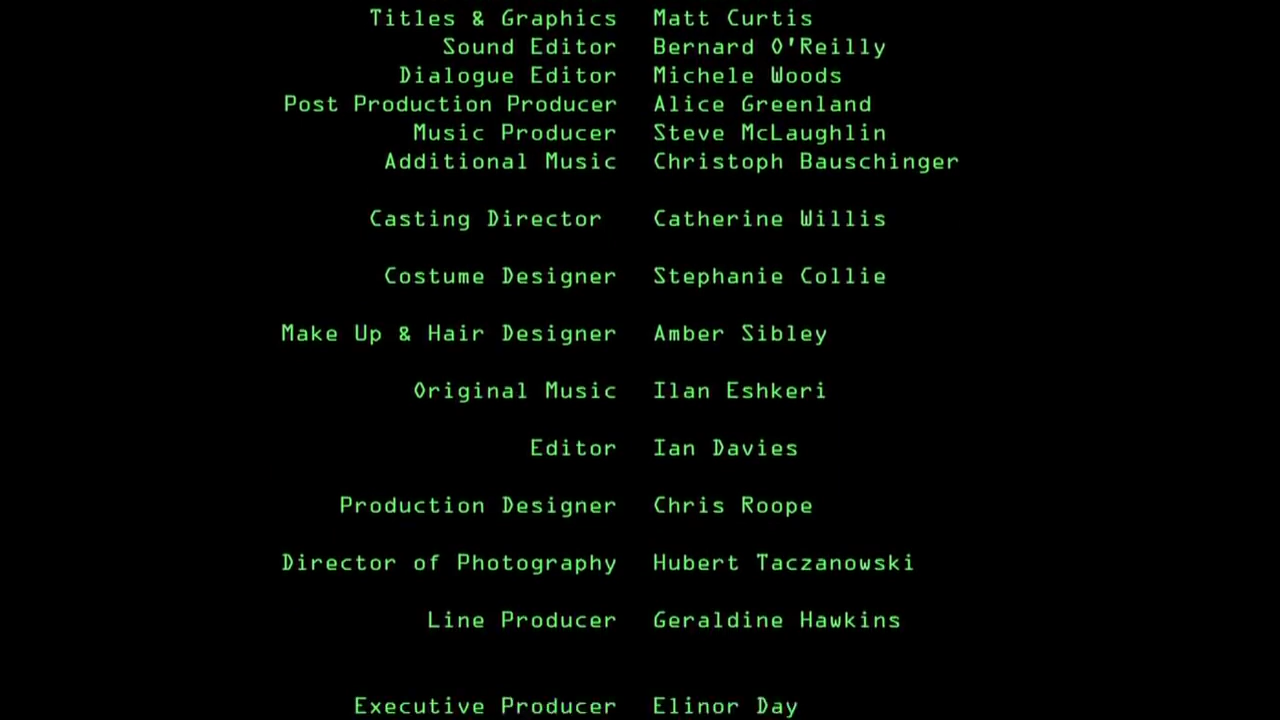 Titles & Graphics Matt Curtis
Sound Editor Bernard O'Reilly
Dialogue Editor Michele Woods
Post Production Producer Alice Greenland
Music Producer Steve McLaughlin
Additional Music Christoph Bauschinger
Casting Director Catherine Willis
Costume Designer Stephanie Collie
Make Up & Hair Designer Amber Sibley
Original Music Ilan Eshkeri
Editor Ian Davies
Production Designer Chris Roope
Director of Photography Hubert Taczanowski
Line Producer Geraldine Hawkins
Executive Producer Elinor Day